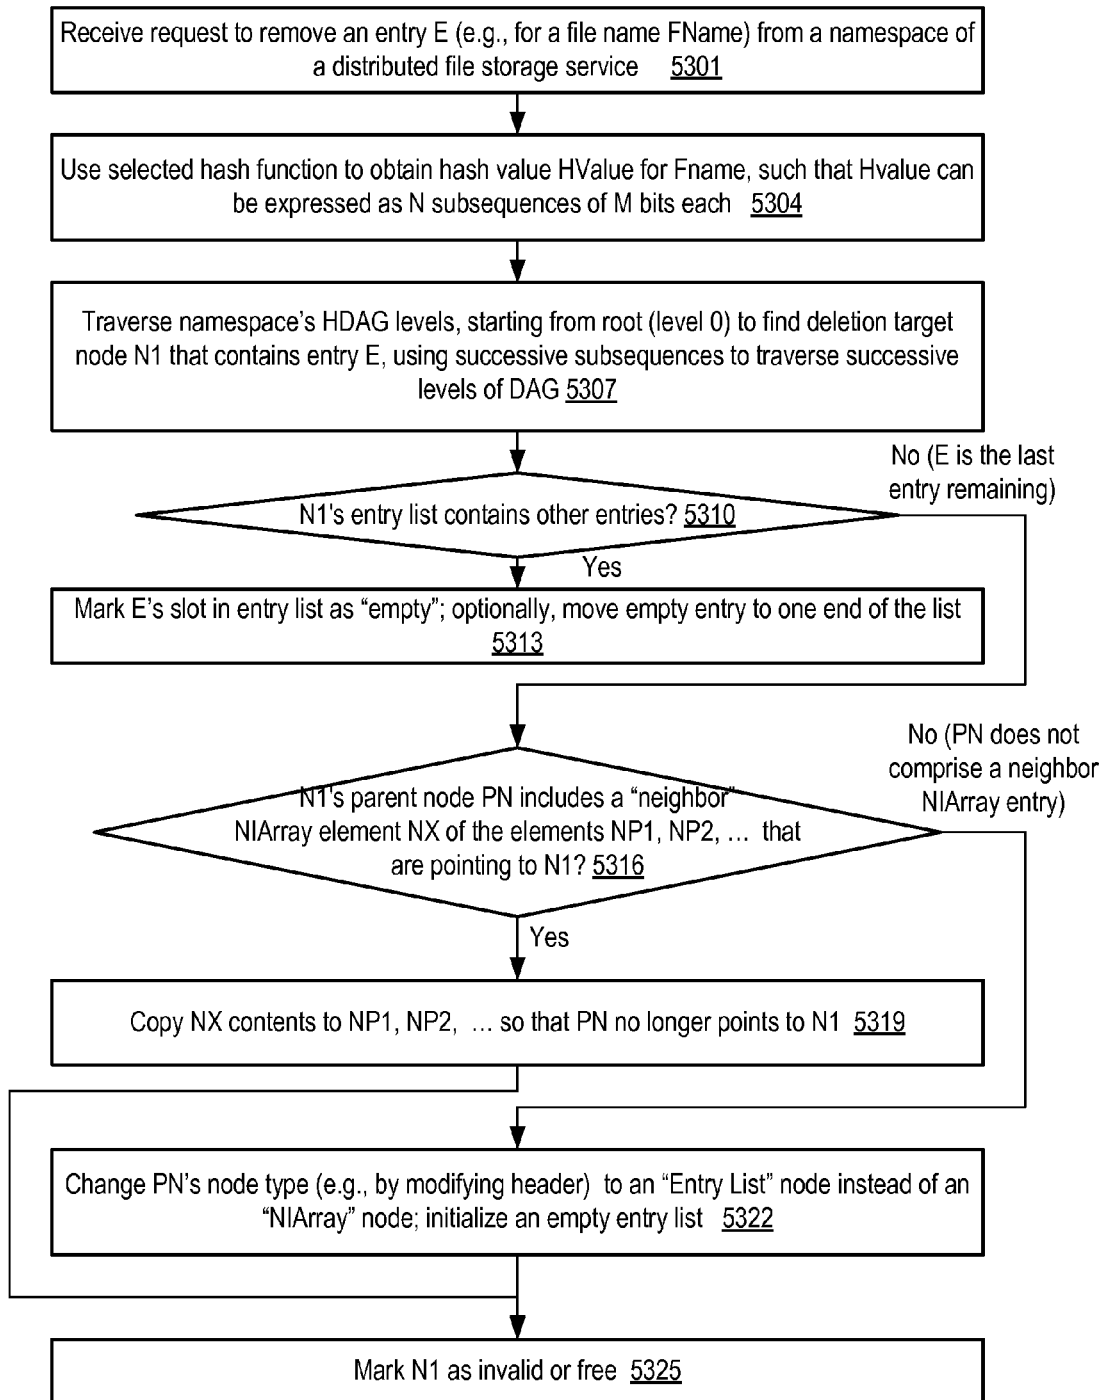 Receive request to remove an entry E (e.g., for a file name FName) from a namespace of
a distributed file storage service 5301
Use selected hash function to obtain hash value HValue for Fname, such that Hvalue can
be expressed as N subsequences of M bits each 5304
Traverse namespace's HDAG levels, starting from root (level 0) to find deletion target
node N1 that contains entry E, using successive subsequences to traverse successive
levels of DAG 5307
No (E is the last
entry remaining)
N1's entry list contains other entries? 5310
Yes
Mark E's slot in entry list as “empty”; optionally, move empty entry to one end of the list
5313
No (PN does not
comprise a neighbor
NIArray entry)
N1's parent node PN includes a “neighbor”
NIArray element NX of the elements NP1, NP2, … that
are pointing to N1? 5316
Yes
Copy NX contents to NP1, NP2, … so that PN no longer points to N1 5319
Change PN's node type (e.g., by modifying header) to an “Entry List” node instead of an
“NIArray” node; initialize an empty entry list 5322
Mark N1 as invalid or free 5325